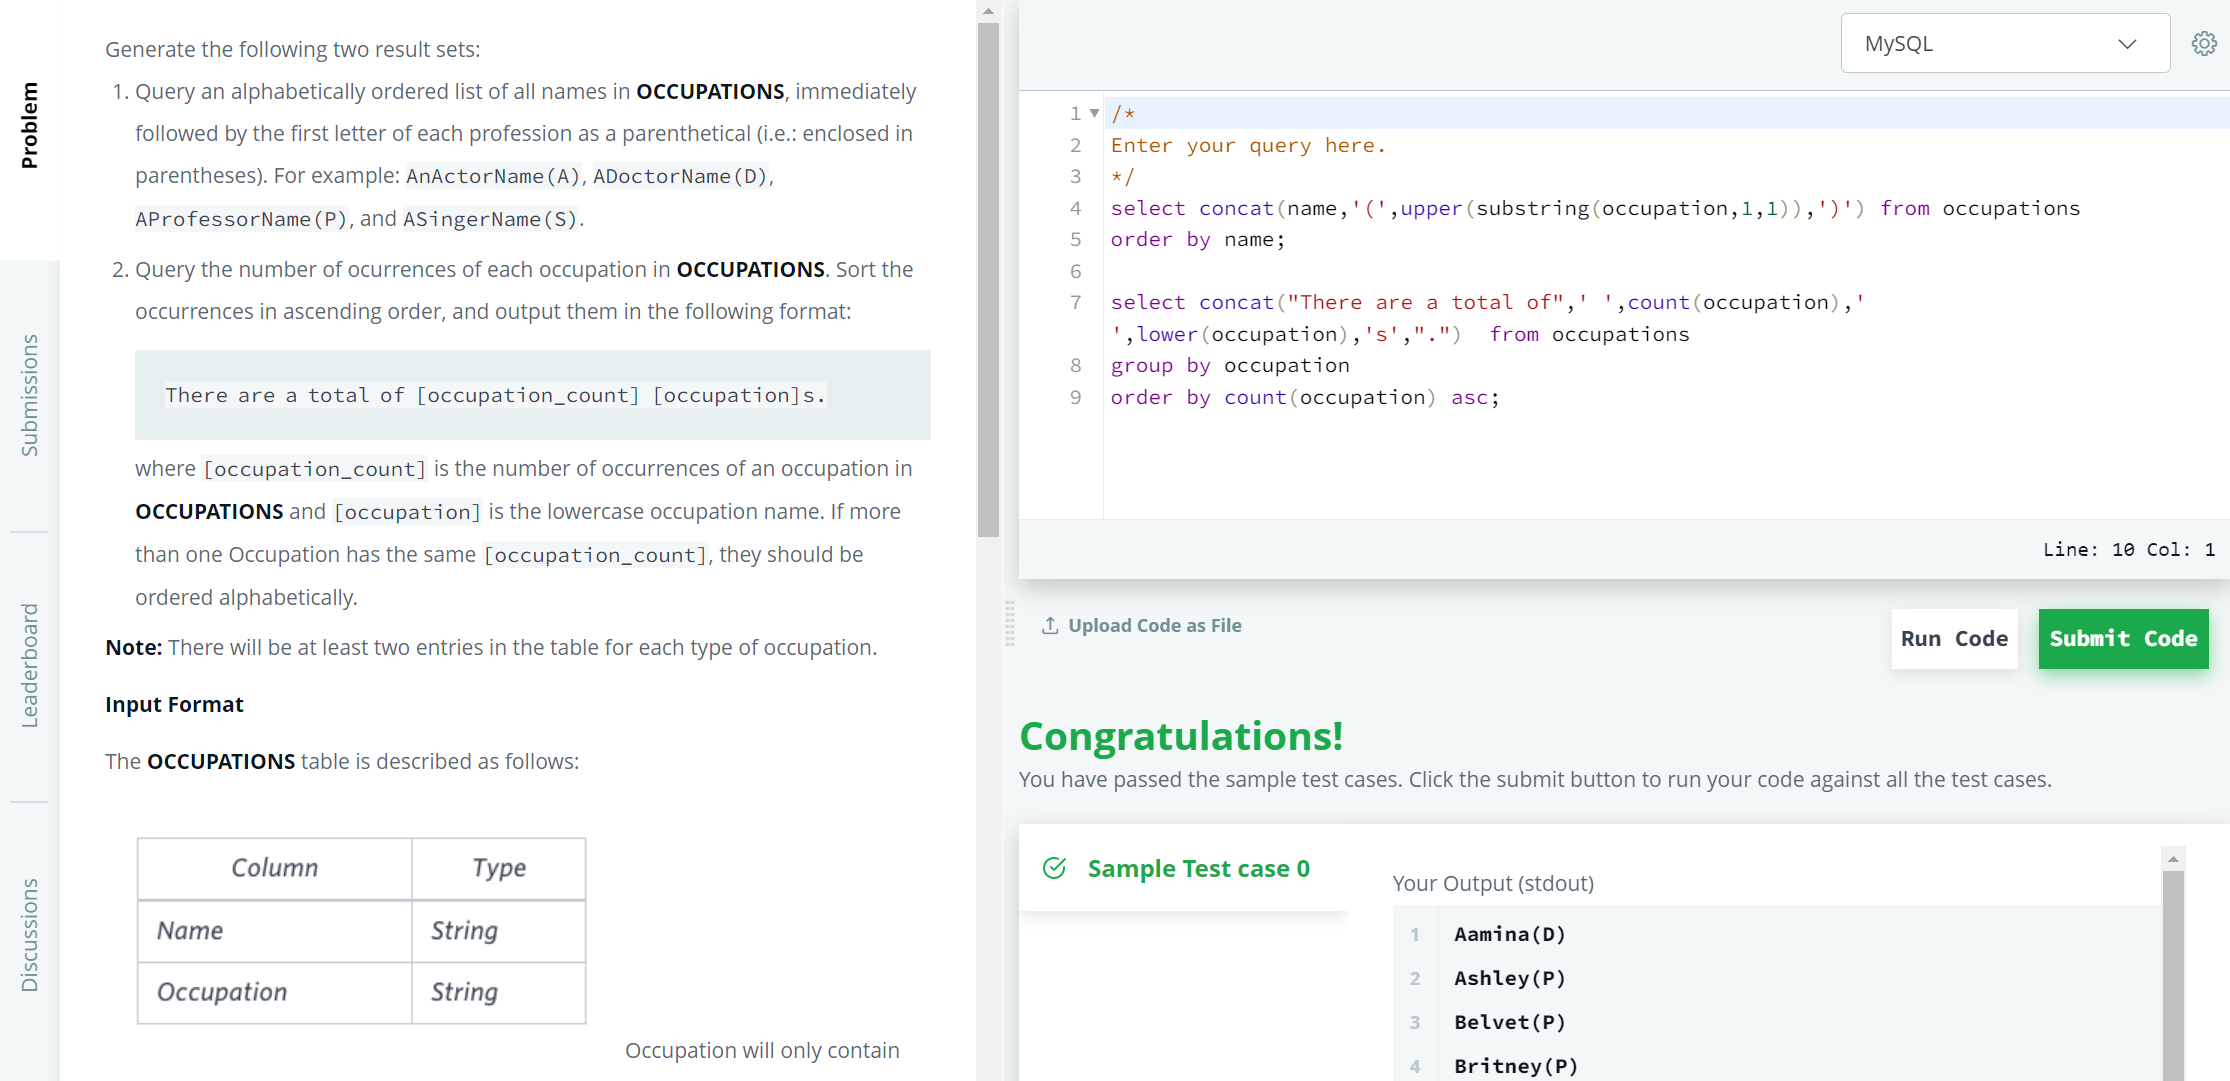 Problem
Submissions
Leaderboard
Discussions
Generate the following two result sets:
1. Query an alphabetically ordered list of all names in OCCUPATIONS, immediately
followed by the first letter of each profession as a parenthetical (i.e.: enclosed in
parentheses). For example: AnActorName(A), ADoctorName(D),
AProfessorName(P), and ASingerName(S).
2. Query the number of ocurrences of each occupation in OCCUPATIONS. Sort the
occurrences in ascending order, and output them in the following format:
There are a total of [occupation_count] [occupation]s.
where [occupation_count] is the number of occurrences of an occupation in
OCCUPATIONS and [occupation] is the lowercase occupation name. If more
than one Occupation has the same [occupation_count], they should be
ordered alphabetically.
Note: There will be at least two entries in the table for each type of occupation.
Input Format
The OCCUPATIONS table is described as follows:
Column Type
Name String
Occupation String
Occupation will only contain
MySQL
1 /*
2 Enter your query here.
3 */
4 select concat(name,'(',upper(substring(occupation,1,1)),')') from occupations
5 order by name;
6
7 select concat("There are a total of",' ',count(occupation),'
',lower(occupation),'s',".")  from occupations
8 group by occupation
9 order by count(occupation) asc;
Line: 10 Col: 1
Upload Code as File
Run Code
Submit Code
Congratulations!
You have passed the sample test cases. Click the submit button to run your code against all the test cases.
Sample Test case 0
Your Output (stdout)
1 Aamina(D)
2 Ashley(P)
3 Belvet(P)
4 Britney(P)